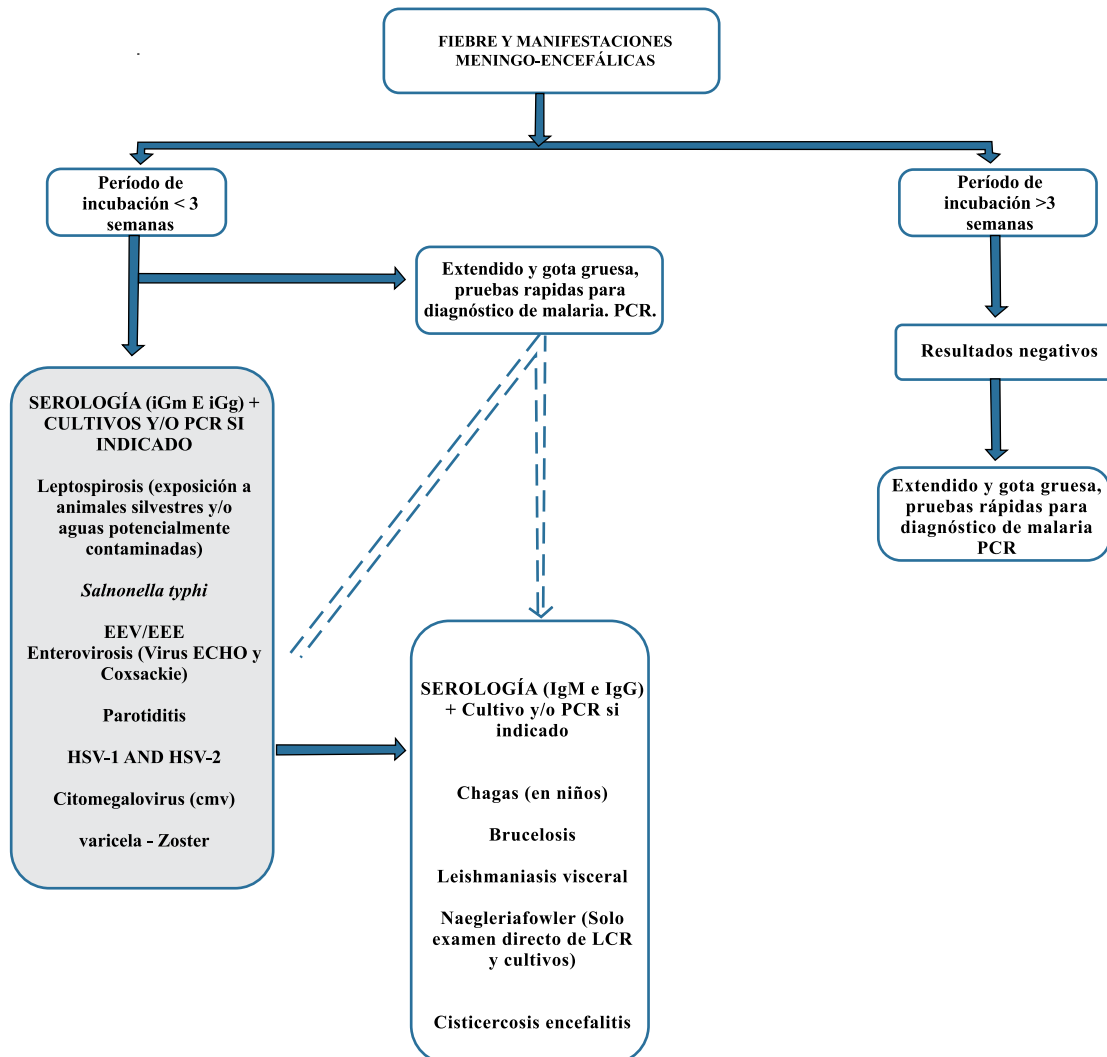 FIEBRE Y MANIFESTACIONES
MENINGO-ENCEFÁLICAS
Período de
incubación < 3
semanas
Período de
incubación >3
semanas
Extendido y gota gruesa,
pruebas rapidas para
diagnóstico de malaria. PCR.
Resultados negativos
SEROLOGÍA (iGm E iGg) +
CULTIVOS Y/O PCR SI
INDICADO
Leptospirosis (exposición a
animales silvestres y/o
aguas potencialmente
contaminadas)
Salnonella typhi
EEV/EEE
Enterovirosis (Virus ECHO y
Coxsackie)
Parotiditis
HSV-1 AND HSV-2
Citomegalovirus (cmv)
varicela - Zoster
Extendido y gota gruesa,
pruebas rápidas para
diagnóstico de malaria
PCR
SEROLOGÍA (IgM e IgG)
+ Cultivo y/o PCR si
indicado
Chagas (en niños)
Brucelosis
Leishmaniasis visceral
Naegleriafowler (Solo
examen directo de LCR
y cultivos)
Cisticercosis encefalitis